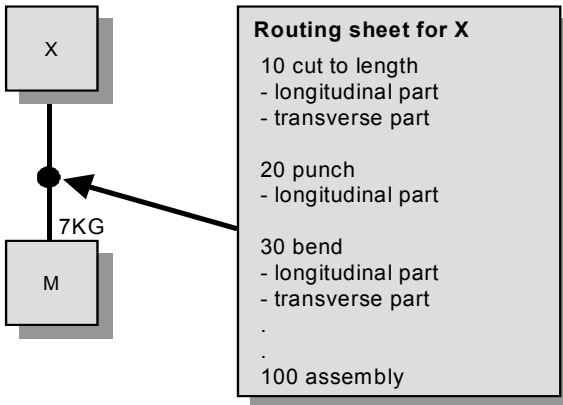 X
7KG
M
Routing sheet for X
10 cut to length
- longitudinal part
- transverse part
20 punch
- longitudinal part
30 bend
- longitudinal part
- transverse part
.
.
100 assembly